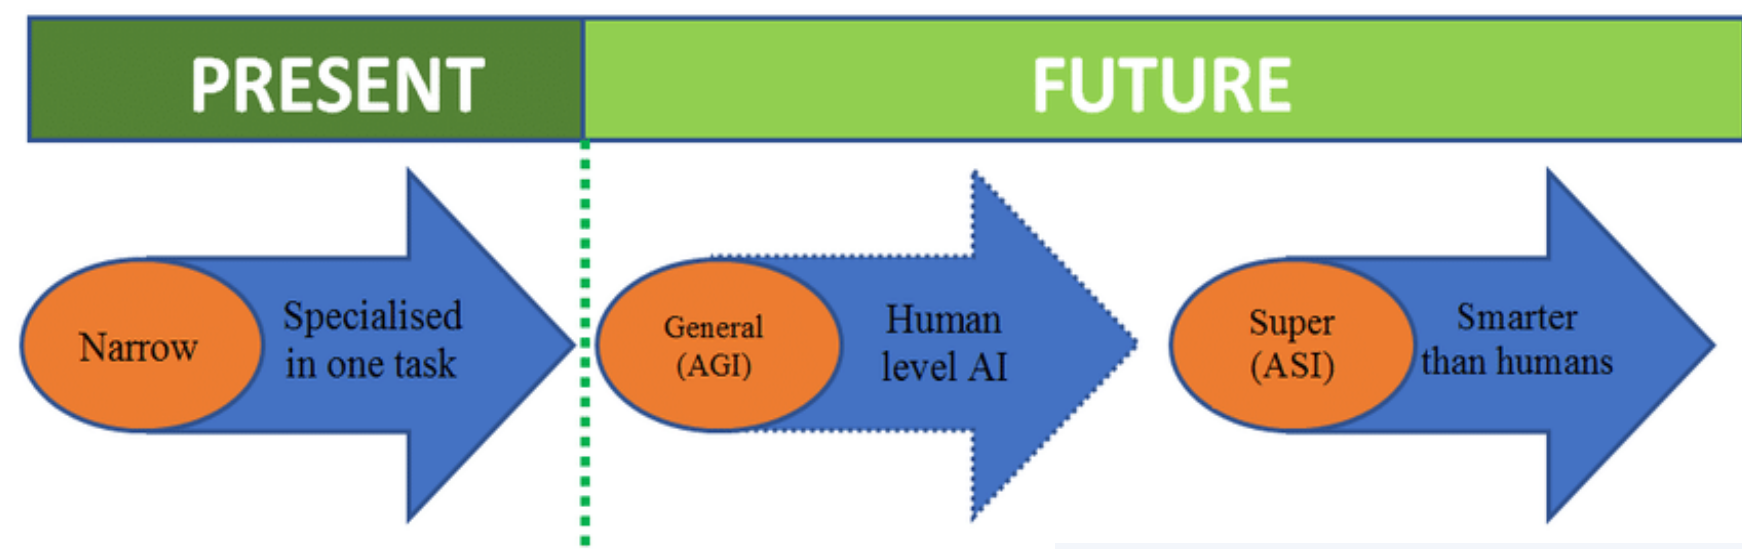 PRESENT
FUTURE
Narrow
Specialised
in one task
General
(AGI)
Human
level AI
Super
(ASI)
Smarter
than humans